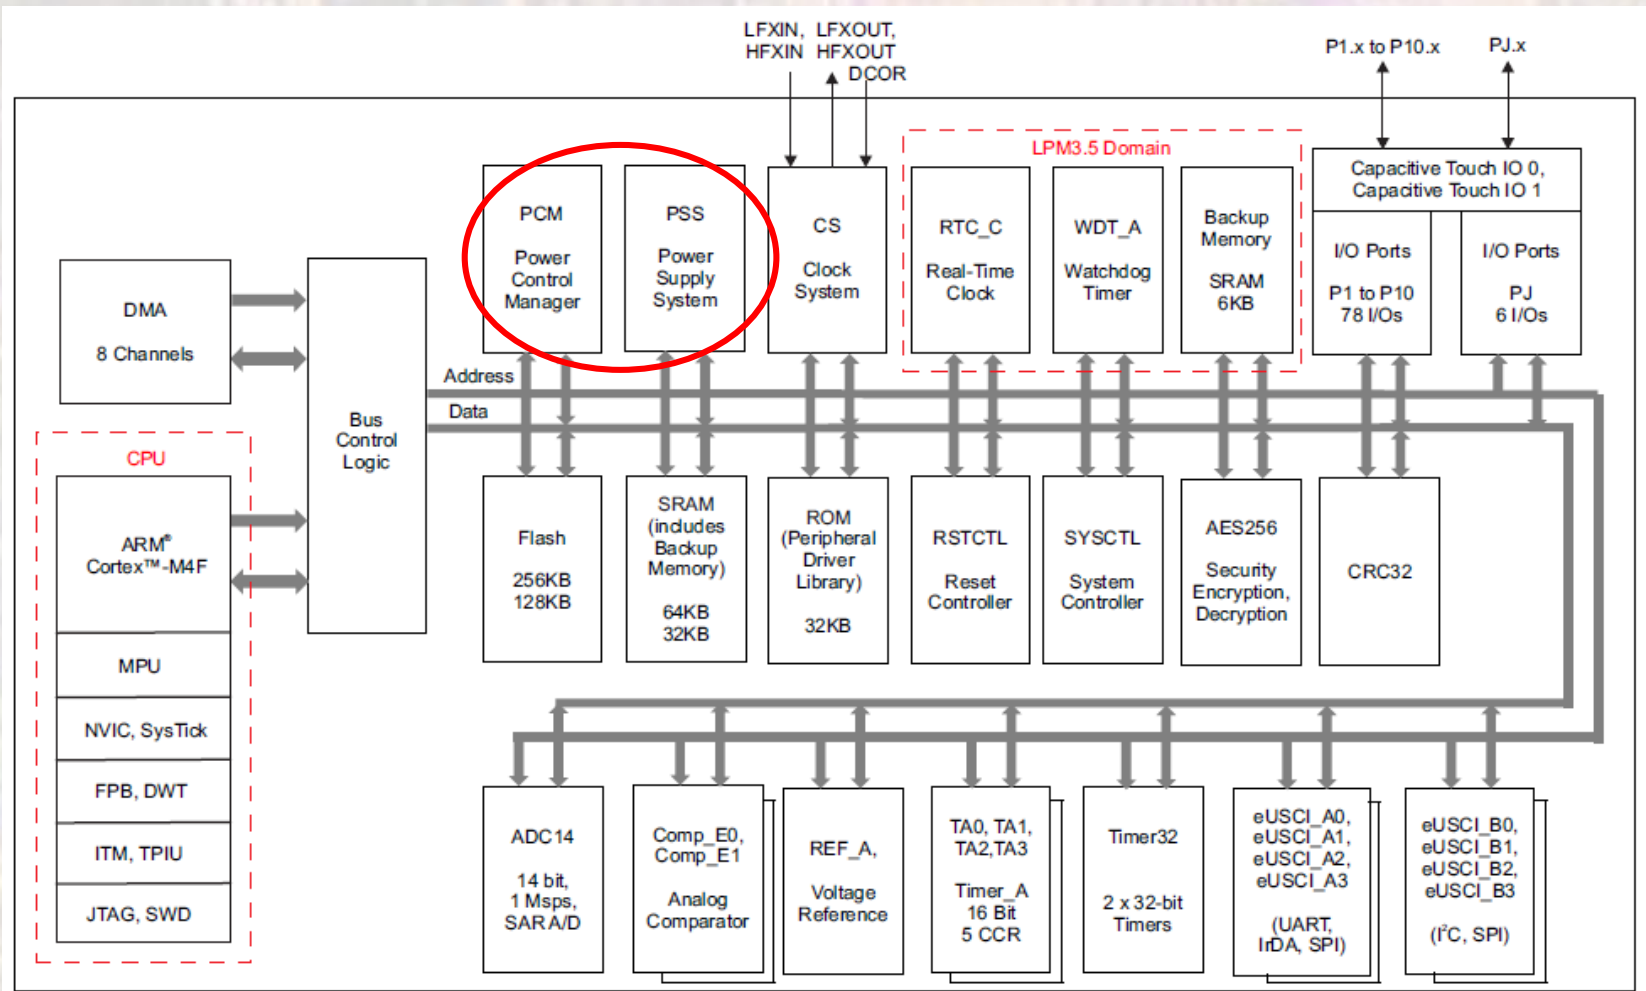 LFXIN, LFXOUT,
HFXIN HFXOUT
DCOR
P1.x to P10.x
PJ.x
LPM3.5 Domain
PCM
Power
Control
Manager
PSS
Power
Supply
System
CS
Clock
System
RTC_C
Real-Time
Clock
WDT_A
Watchdog
Timer
Backup
Memory
SRAM
6KB
Capacitive Touch IO 0,
Capacitive Touch IO 1
I/O Ports
P1 to P10
78 I/Os
I/O Ports
PJ
6 I/Os
DMA
8 Channels
Bus
Control
Logic
Address
Data
CPU
ARM®
Cortex™-M4F
MPU
NVIC, SysTick
FPB, DWT
ITM, TPIU
JTAG, SWD
Flash
256KB
128KB
SRAM
(includes
Backup
Memory)
64KB
32KB
ROM
(Peripheral
Driver
Library)
32KB
RSTCTL
Reset
Controller
SYSCTL
System
Controller
AES256
Security
Encryption,
Decryption
CRC32
ADC14
14 bit,
1 Msps,
SAR A/D
Comp_E0,
Comp_E1
Analog
Comparator
REF_A,
Voltage
Reference
TA0, TA1,
TA2,TA3
Timer_A
16 Bit
5 CCR
Timer32
2 x 32-bit
Timers
eUSCI_A0,
eUSCI_A1,
eUSCI_A2,
eUSCI_A3
(UART,
IrDA, SPI)
eUSCI_B0,
eUSCI_B1,
eUSCI_B2,
eUSCI_B3
(I²C, SPI)